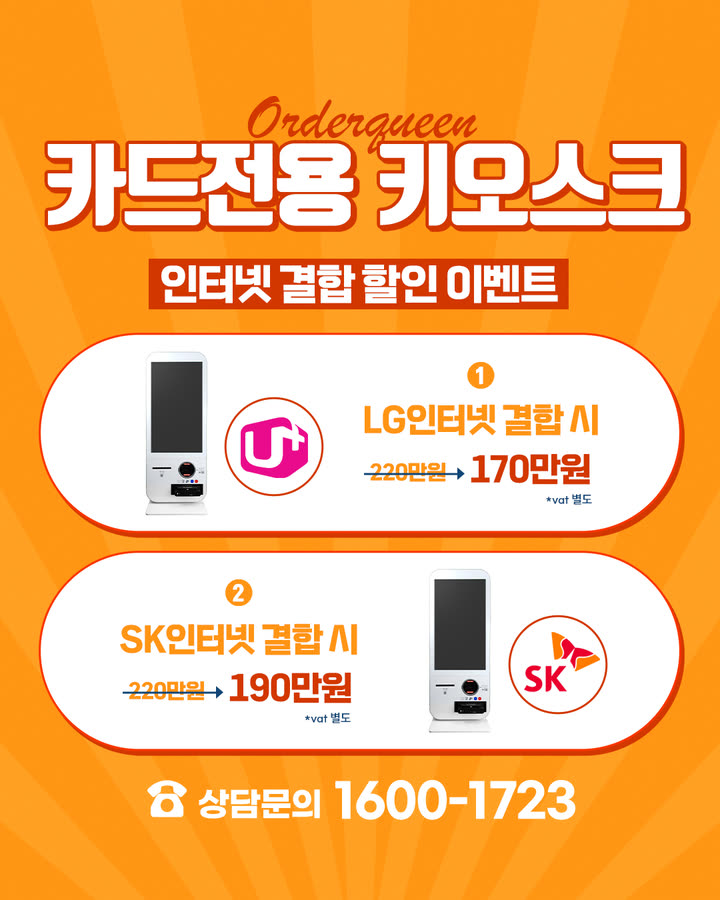 Orderqueen
카드전용 키오스크
인터넷 결합 할인 이벤트
1
LG인터넷 결합 시
220만원 170만원
*vat 별도
U+
2
SK인터넷 결합 시
220만원 190만원
*vat 별도
SK
상담문의 1600-1723